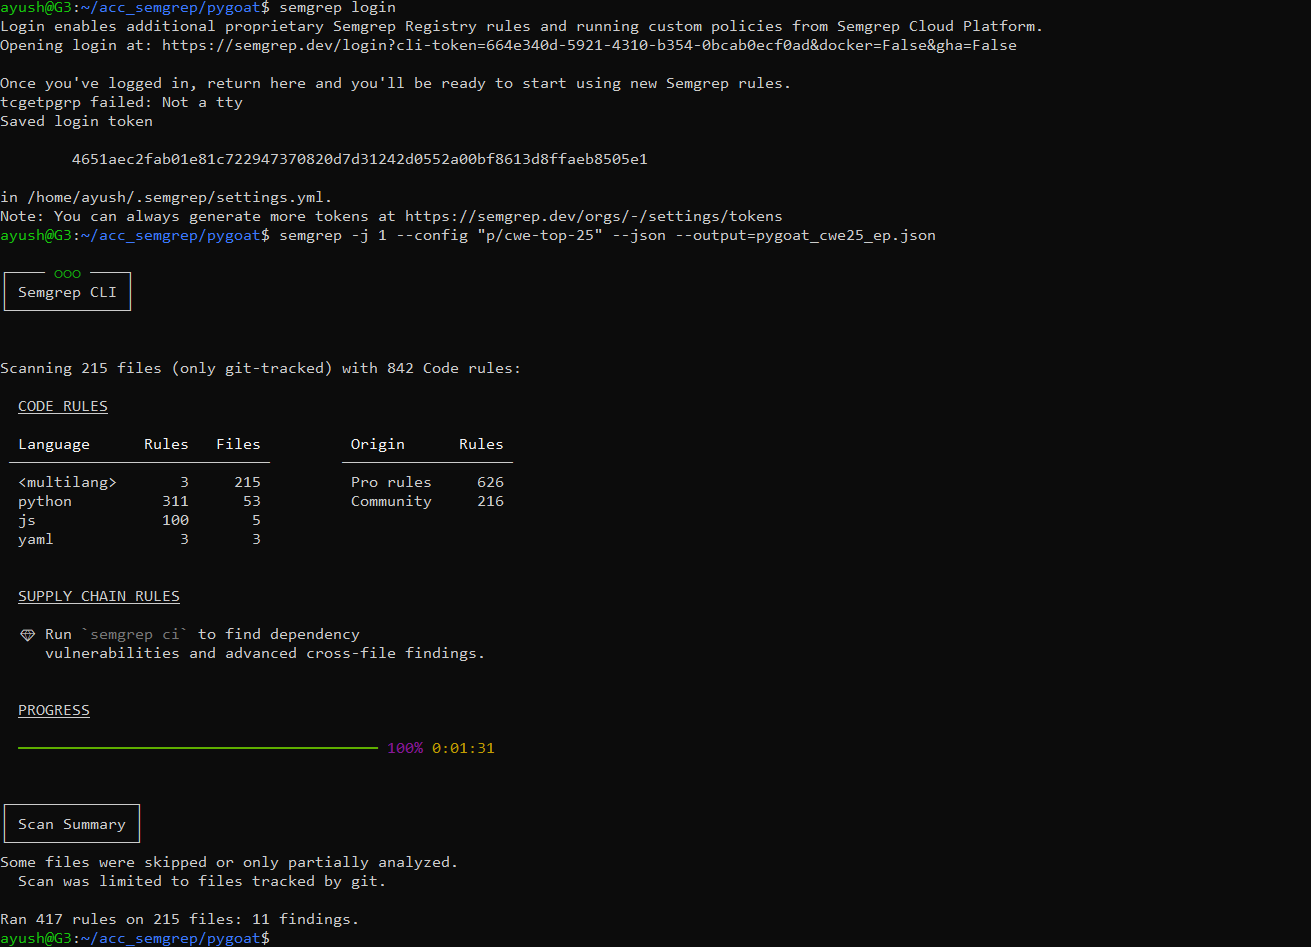 ayush@G3:~/acc_semgrep/pygoat$ semgrep login
Login enables additional proprietary Semgrep Registry rules and running custom policies from Semgrep Cloud Platform.
Opening login at: https://semgrep.dev/login?cli-token=664e340d-5921-4310-b354-0bcab0ecf0ad&docker=False&gha=False
Once you've logged in, return here and you'll be ready to start using new Semgrep rules.
tcgetpgrp failed: Not a tty
Saved login token
4651aec2fab01e81c722947370820d7d31242d0552a00bf8613d8ffaeb8505e1
in /home/ayush/.semgrep/settings.yml.
Note: You can always generate more tokens at https://semgrep.dev/orgs/-/settings/tokens
ayush@G3:~/acc_semgrep/pygoat$ semgrep -j 1 --config "p/cwe-top-25" --json --output=pygoat_cwe25_ep.json
○○○
Semgrep CLI
Scanning 215 files (only git-tracked) with 842 Code rules:
CODE RULES
Language Rules Files Origin Rules
<multilang> 3 215 Pro rules 626
python 311 53 Community 216
js 100 5
yaml 3 3
SUPPLY CHAIN RULES
Run `semgrep ci` to find dependency
vulnerabilities and advanced cross-file findings.
PROGRESS
100% 0:01:31
Scan Summary
Some files were skipped or only partially analyzed.
Scan was limited to files tracked by git.
Ran 417 rules on 215 files: 11 findings.
ayush@G3:~/acc_semgrep/pygoat$